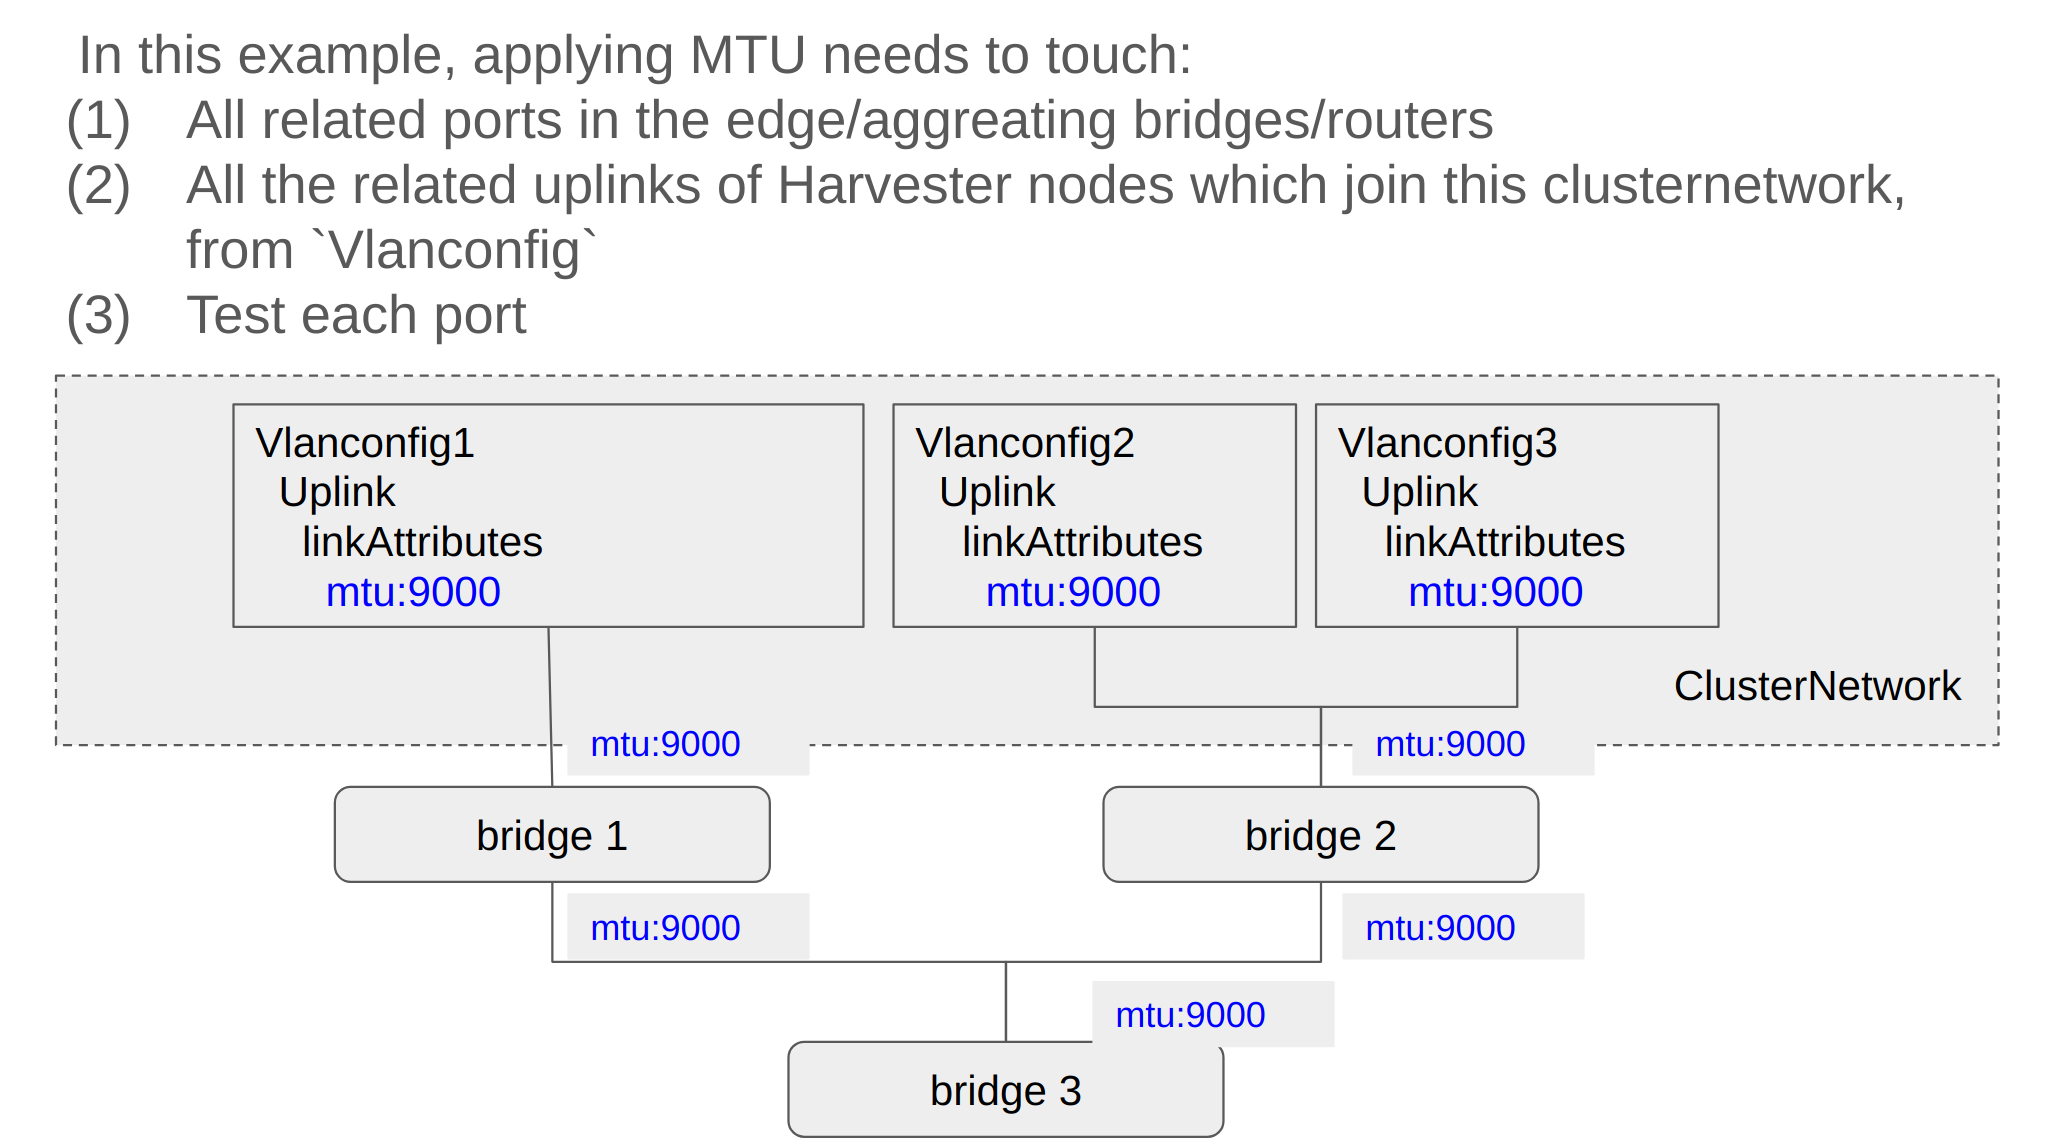 In this example, applying MTU needs to touch:
(1) All related ports in the edge/aggreating bridges/routers
(2) All the related uplinks of Harvester nodes which join this clusternetwork,
from `Vlanconfig`
(3) Test each port
Vlanconfig1
Uplink
linkAttributes
mtu:9000
Vlanconfig2
Uplink
linkAttributes
mtu:9000
Vlanconfig3
Uplink
linkAttributes
mtu:9000
ClusterNetwork
mtu:9000
mtu:9000
bridge 1
bridge 2
mtu:9000
mtu:9000
mtu:9000
bridge 3